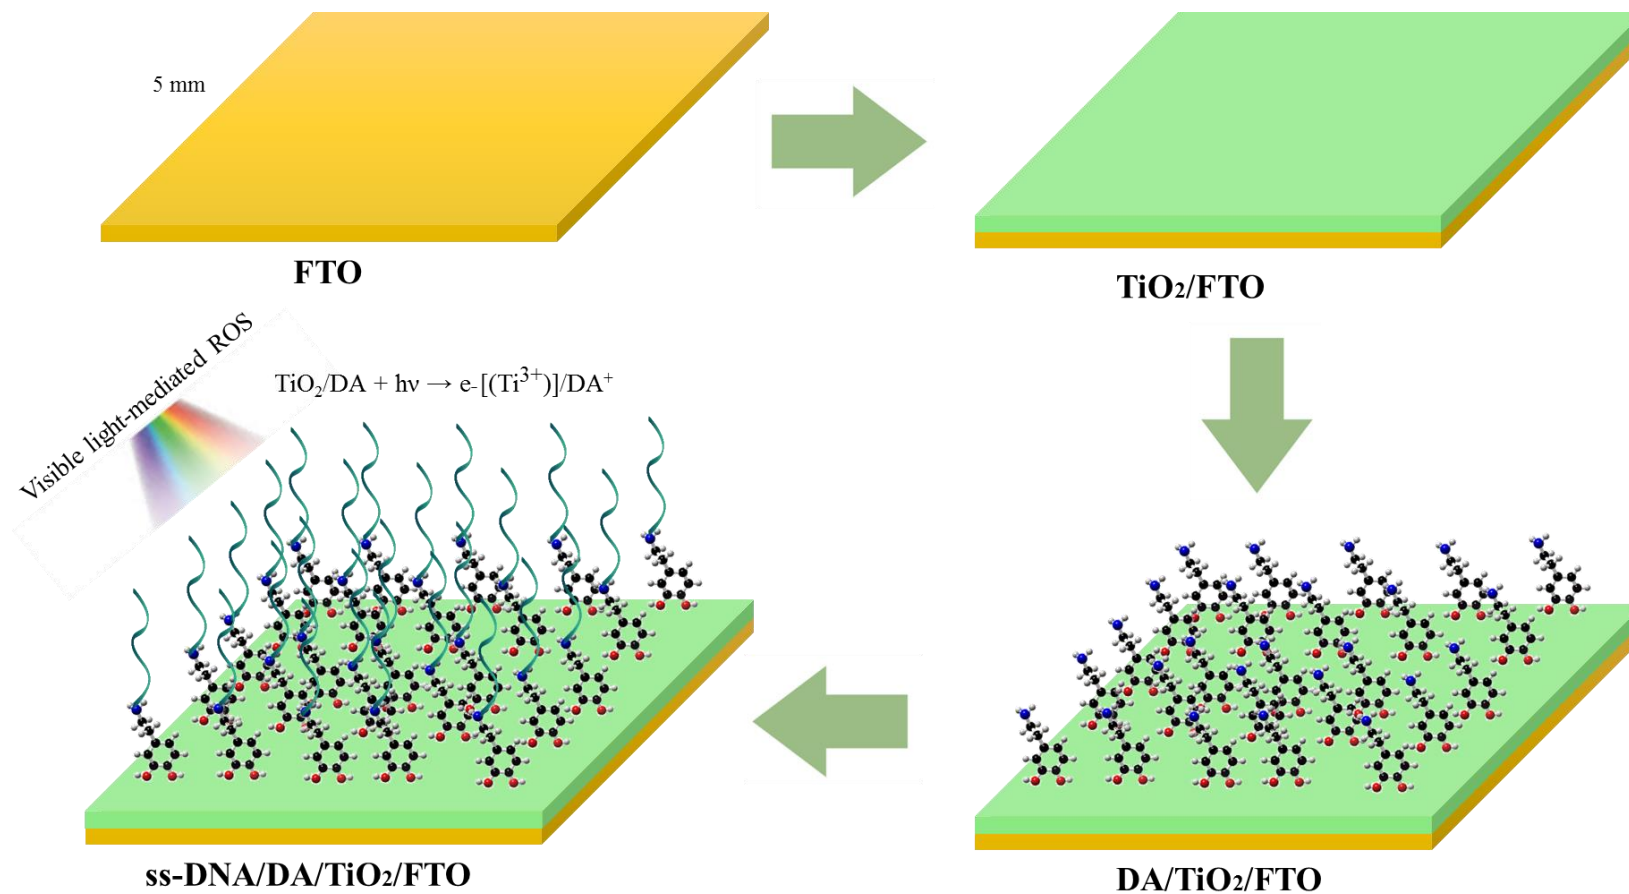 5 mm
FTO
TiO₂/FTO
Visible light-mediated ROS
TiO₂/DA + hν → e-[(Ti³⁺)]/DA⁺
ss-DNA/DA/TiO₂/FTO
DA/TiO₂/FTO